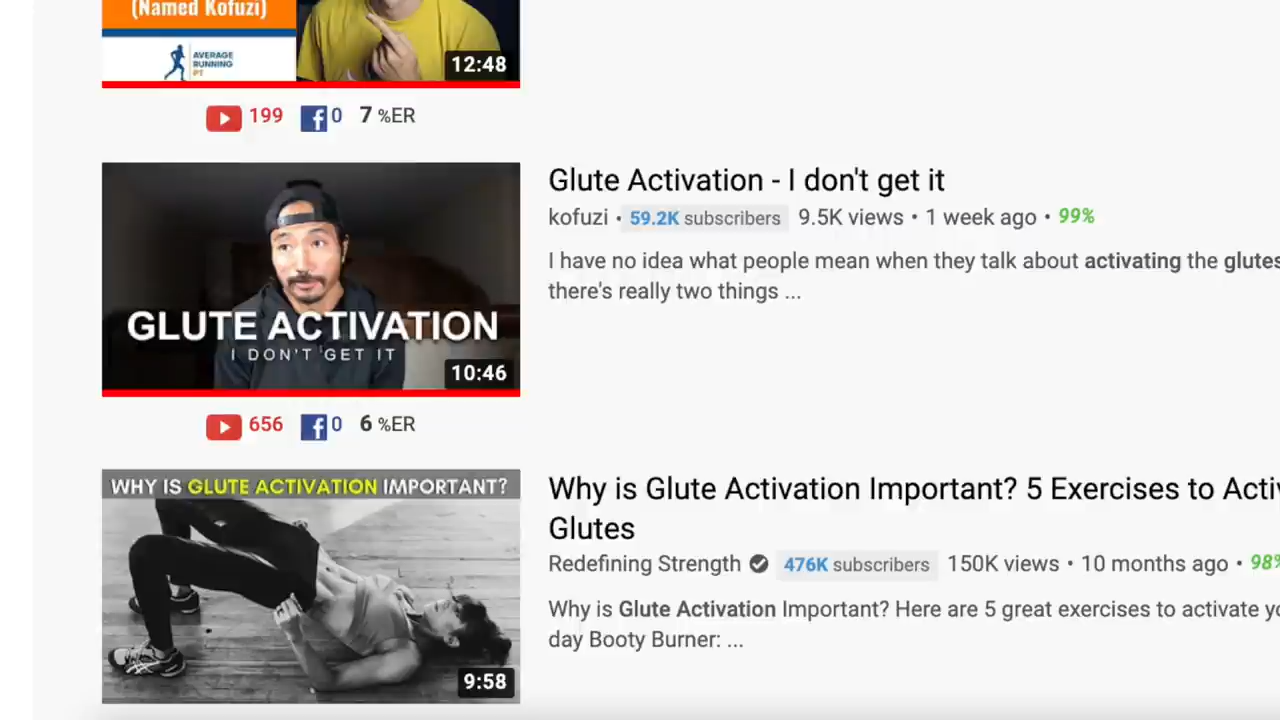 (Named Kofuzi)
AVERAGE
RUNNING
PT
12:48
199 f 0 7 %ER
GLUTE ACTIVATION
I DON'T GET IT
10:46
Glute Activation - I don't get it
kofuzi • 59.2K subscribers 9.5K views • 1 week ago • 99%
I have no idea what people mean when they talk about activating the glutes
there's really two things ...
656 f 0 6 %ER
WHY IS GLUTE ACTIVATION IMPORTANT?
9:58
Why is Glute Activation Important? 5 Exercises to Activ
Glutes
Redefining Strength 476K subscribers 150K views • 10 months ago • 98%
Why is Glute Activation Important? Here are 5 great exercises to activate yo
day Booty Burner: ...